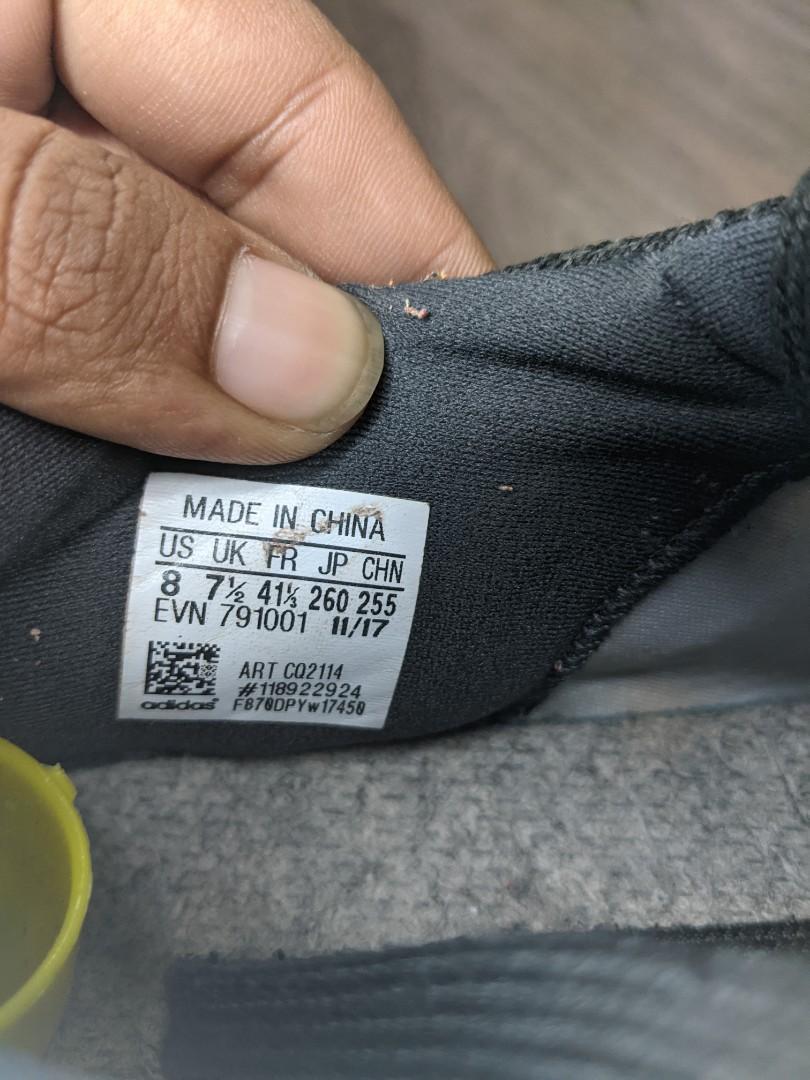 MADE IN CHINA
US UK FR JP CHN
8 7½ 41⅓ 260 255
EVN 791001 11/17
ART CQ2114
#118922924
adidas F870DPYw17450